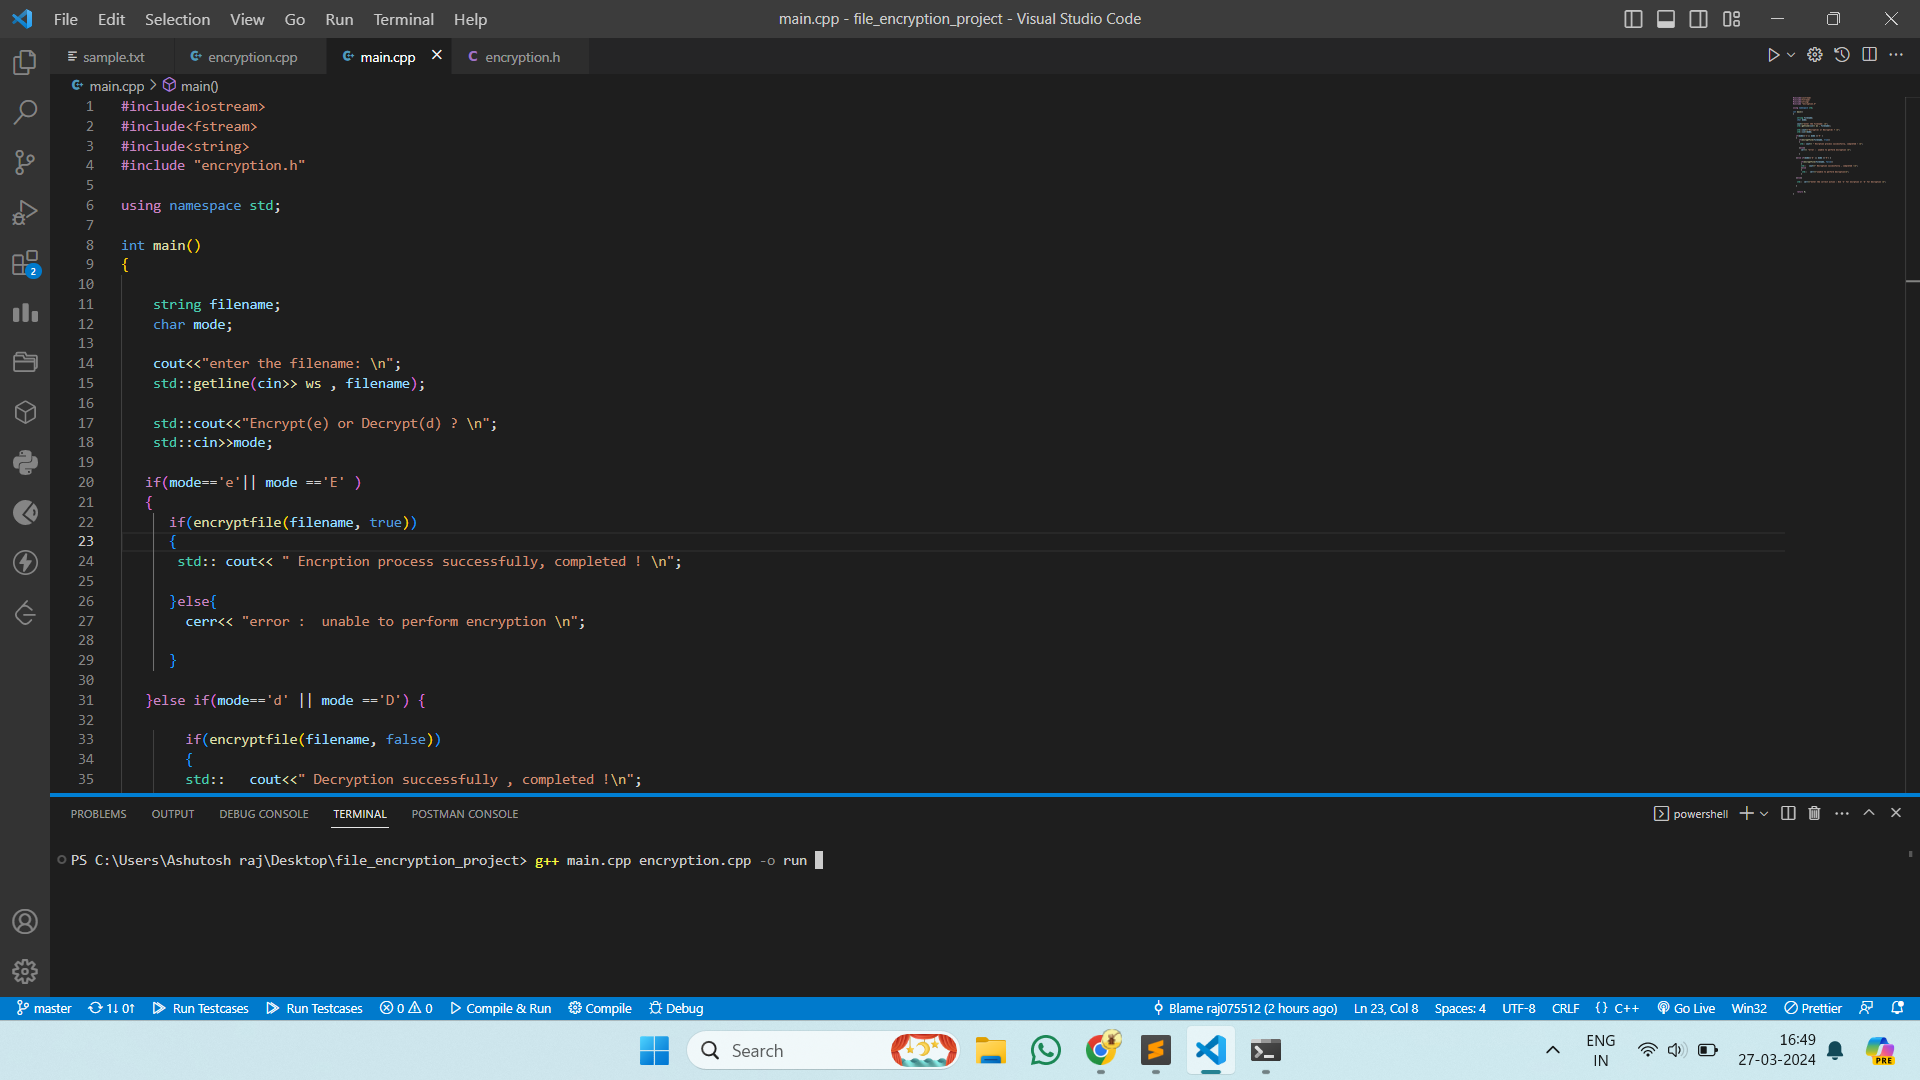 File Edit Selection View Go Run Terminal Help
main.cpp - file_encryption_project - Visual Studio Code
sample.txt
encryption.cpp
main.cpp
C encryption.h
main.cpp > main()
1 #include<iostream>
2 #include<fstream>
3 #include<string>
4 #include "encryption.h"
5
6 using namespace std;
7
8 int main()
9 {
10
11 string filename;
12 char mode;
13
14 cout<<"enter the filename: \n";
15 std::getline(cin>> ws , filename);
16
17 std::cout<<"Encrypt(e) or Decrypt(d) ? \n";
18 std::cin>>mode;
19
20 if(mode=='e'|| mode =='E' )
21 {
22 if(encryptfile(filename, true))
23 {
24 std:: cout<< " Encrption process successfully, completed ! \n";
25
26 }else{
27 cerr<< "error :  unable to perform encryption \n";
28
29 }
30
31 }else if(mode=='d' || mode =='D') {
32
33 if(encryptfile(filename, false))
34 {
35 std::   cout<<" Decryption successfully , completed !\n";
2
PROBLEMS OUTPUT DEBUG CONSOLE TERMINAL POSTMAN CONSOLE
powershell
PS C:\Users\Ashutosh raj\Desktop\file_encryption_project> g++ main.cpp encryption.cpp -o run
master 1↓ 0↑ Run Testcases Run Testcases 0 0 Compile & Run Compile Debug
Blame raj075512 (2 hours ago) Ln 23, Col 8 Spaces: 4 UTF-8 CRLF {} C++ Go Live Win32 Prettier
Search
ENG
IN
16:49
27-03-2024
PRE